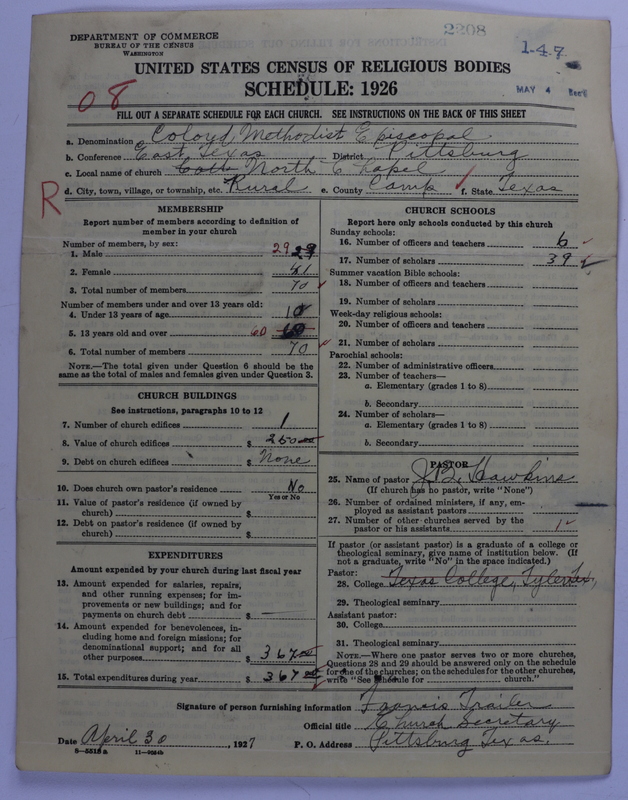 2208
DEPARTMENT OF COMMERCE
BUREAU OF THE CENSUS
WASHINGTON
1-4-7
MAY 4 Rec'd
UNITED STATES CENSUS OF RELIGIOUS BODIES
SCHEDULE: 1926
08
FILL OUT A SEPARATE SCHEDULE FOR EACH CHURCH. SEE INSTRUCTIONS ON THE BACK OF THIS SHEET
a. Denomination Coloyd, Methodist Episcopal
b. Conference East Texas District Pittsburg
c. Local name of church North Chapel
R
d. City, town, village, or township, etc. Rural e. County Camp f. State Texas
MEMBERSHIP
Report number of members according to definition of
member in your church
Number of members, by sex:
1. Male 29 29
2. Female 41
3. Total number of members 70
Number of members under and over 13 years old:
4. Under 13 years of age 10
5. 13 years old and over 60 60
6. Total number of members 70
NOTE.—The total given under Question 6 should be
same as the total of males and females given under Question 3.
CHURCH BUILDINGS
See instructions, paragraphs 10 to 12
7. Number of church edifices 1
8. Value of church edifices $ 250.00
9. Debt on church edifices $ None
10. Does church own pastor's residence No
Yes or No
11. Value of pastor's residence (if owned by
church) $
12. Debt on pastor's residence (if owned by
church) $
EXPENDITURES
Amount expended by your church during last fiscal year
13. Amount expended for salaries, repairs,
and other running expenses; for im-
provements or new buildings; and for
payments on church debt $
14. Amount expended for benevolences, in-
cluding home and foreign missions; for
denominational support; and for all
other purposes $ 367.00
15. Total expenditures during year $ 367.00
CHURCH SCHOOLS
Report here only schools conducted by this church
Sunday schools:
16. Number of officers and teachers 6
17. Number of scholars 39
Summer vacation Bible schools:
18. Number of officers and teachers
19. Number of scholars
Week-day religious schools:
20. Number of officers and teachers
21. Number of scholars
Parochial schools:
22. Number of administrative officers
23. Number of teachers—
a. Elementary (grades 1 to 8)
b. Secondary
24. Number of scholars—
a. Elementary (grades 1 to 8)
b. Secondary
PASTOR
25. Name of pastor Hawkins
(If church has no pastor, write "None")
26. Number of ordained ministers, if any, em-
ployed as assistant pastors
27. Number of other churches served by the
pastor or his assistants 1
If pastor (or assistant pastor) is a graduate of a college or
theological seminary, give name of institution below. (If
not a graduate, write "No" in the space indicated.)
Pastor:
28. College Texas College, Tyler Tex,
29. Theological seminary
Assistant pastor:
30. College
31. Theological seminary
NOTE.—Where one pastor serves two or more churches,
Questions 28 and 29 should be answered only on the schedule
for one of the churches; on the schedules for the other churches,
write "See Schedule for church."
Signature of person furnishing information Francis Trailer
Official title Church Secretary
Date April 30, 1927 P. O. Address Pittsburg Texas.
8—5518 a 11—9064b